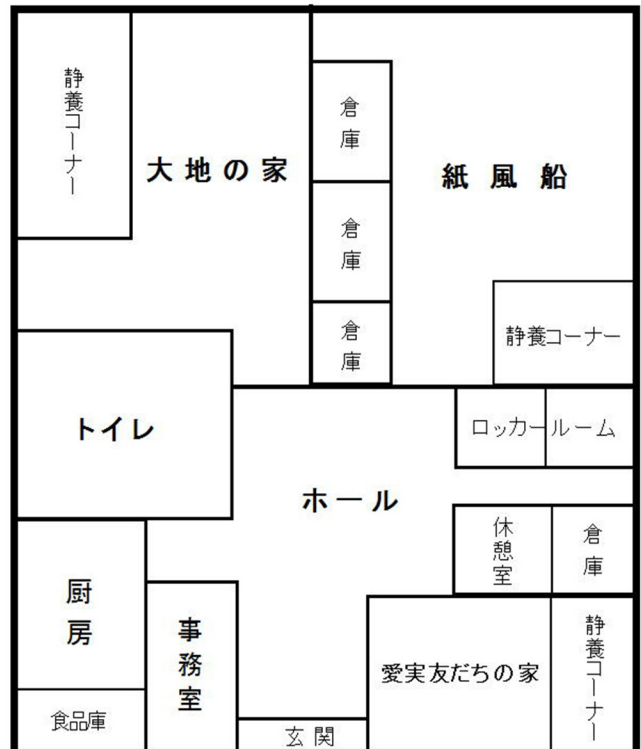 静養コーナー
大地の家
倉庫
紙風船
倉庫
倉庫
静養コーナー
トイレ
ロッカールーム
ホール
休憩室
倉庫
厨房
事務室
愛実友だちの家
静養コーナー
食品庫
玄関